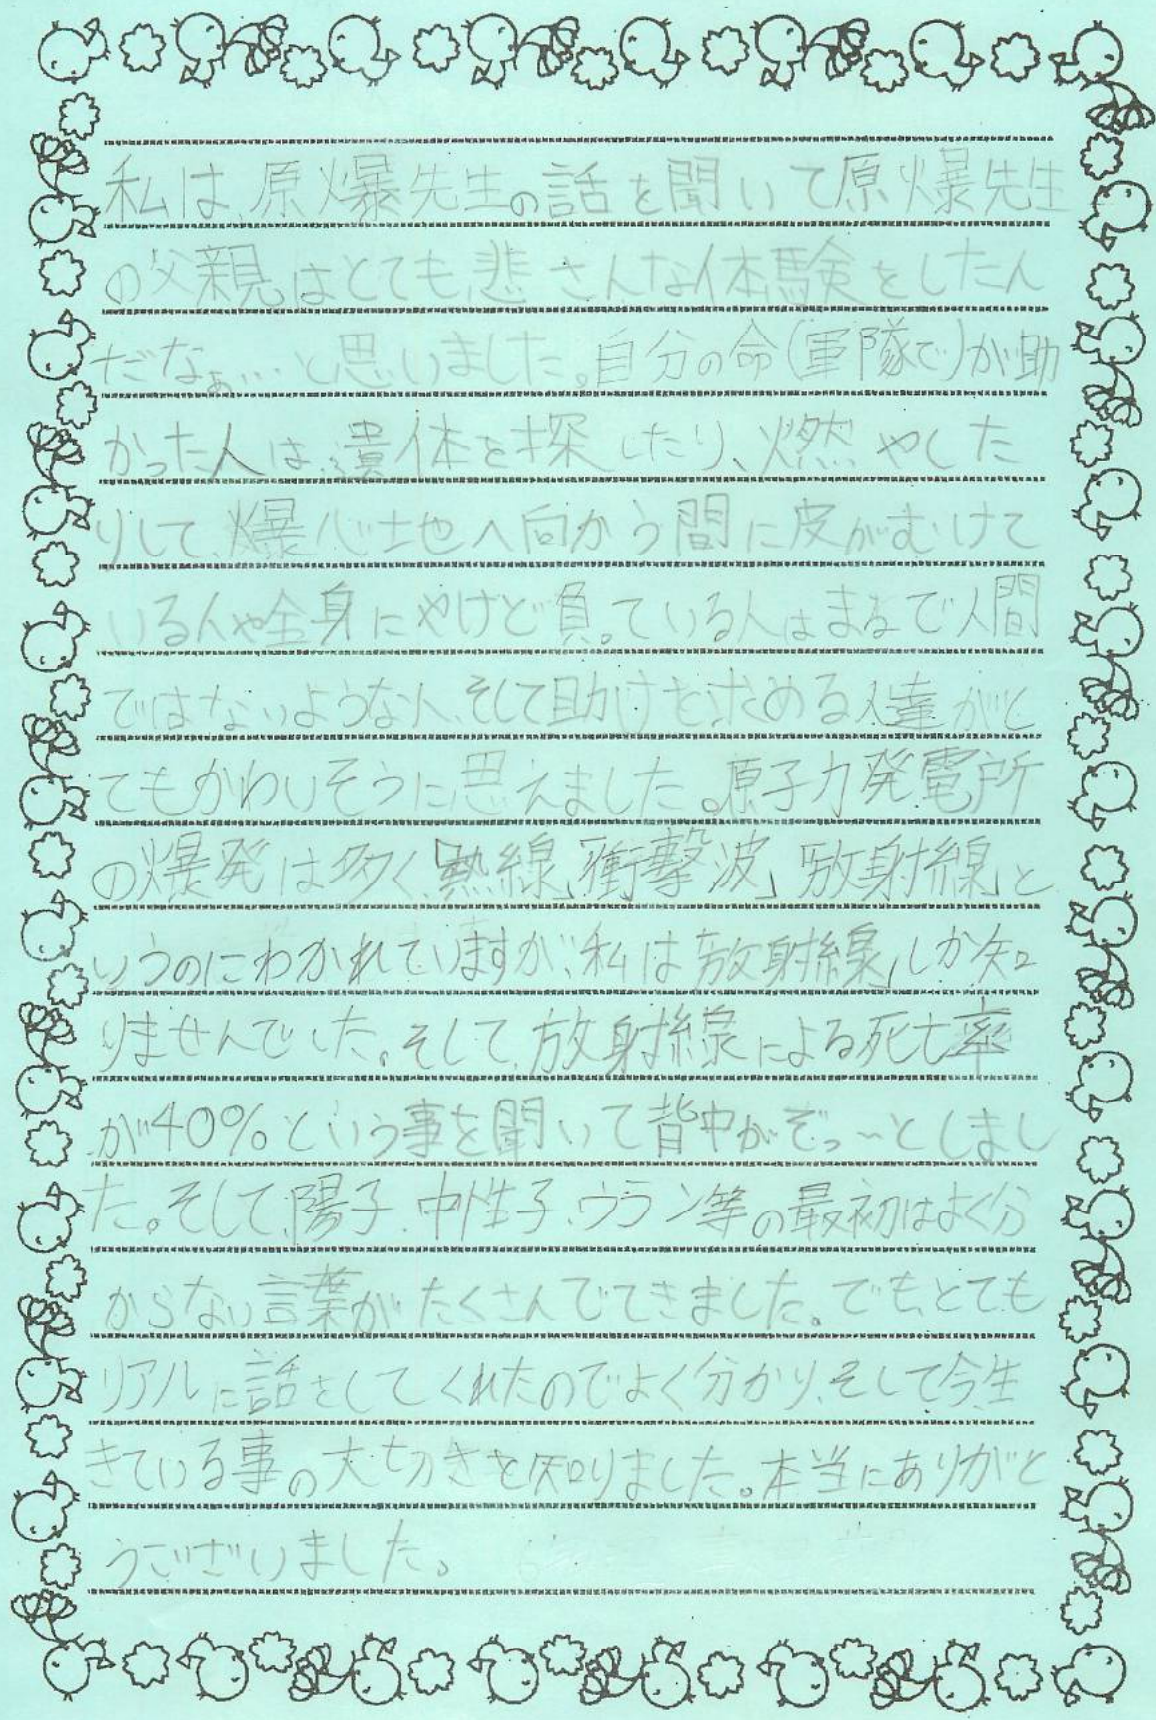 私は、原爆先生の話を聞いて原爆先生
の父親はとても悲さんな体験をしたん
だなぁ…と思いました。自分の命(軍隊で)が助
かった人は、遺体を探したり、燃やした
りして、爆心地へ向かう間に皮がむけて
いる人や全身にやけど負っている人はまるで人間
ではないような人、そして助けを求める人達がと
てもかわいそうに思えました。原子力発電所
の爆発は多く、「熱線」「衝撃波」「放射線」と
いうのにわかれていますが、私は「放射線」しか知
りませんでした。そして、放射線による死亡率
が40%という事を聞いて背中がぞっ~としまし
た。そして、陽子、中性子、ウラン等の最初はよく分
からない言葉がたくさんでてきました。でも、とても
リアルに話をしてくれたのでよく分かり、そして今生
きている事の大切さを知りました。本当にありがと
うございました。